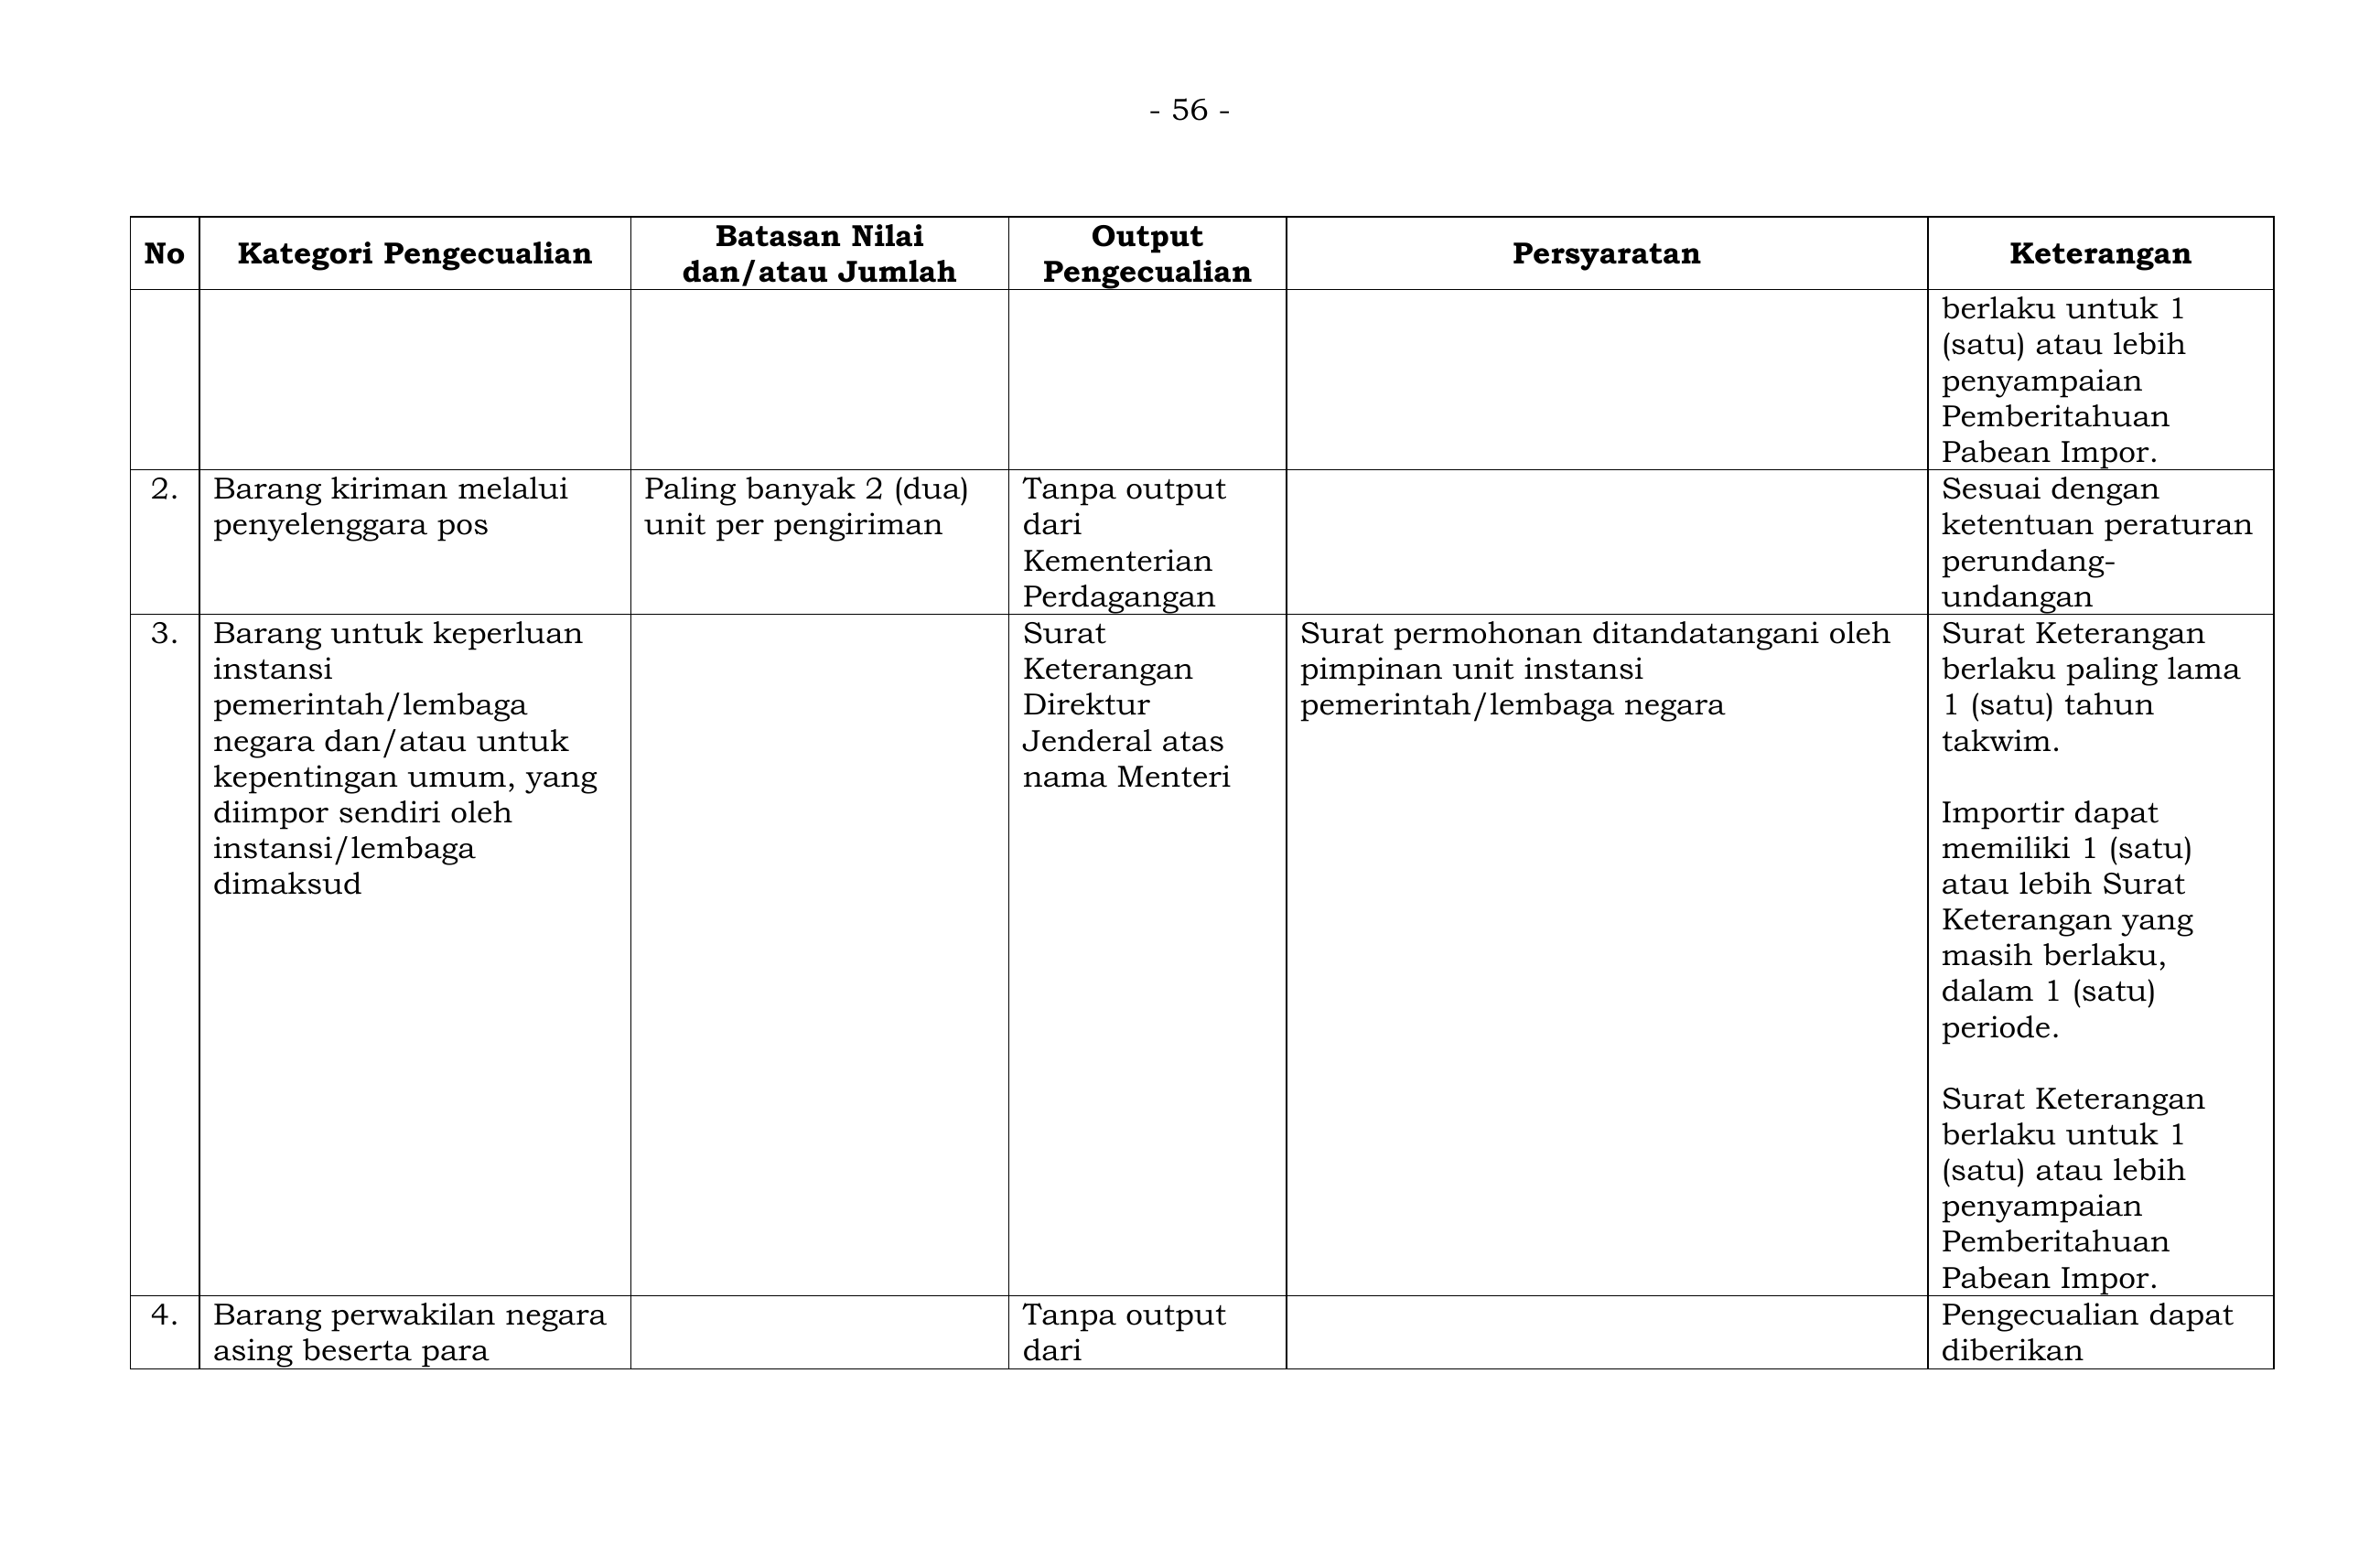 - 56 -
No
Kategori Pengecualian
Batasan Nilai
dan/atau Jumlah
Output
Pengecualian
Persyaratan
Keterangan
berlaku untuk 1
(satu) atau lebih
penyampaian
Pemberitahuan
Pabean Impor.
2.
Barang kiriman melalui
penyelenggara pos
Paling banyak 2 (dua)
unit per pengiriman
Tanpa output
dari
Kementerian
Perdagangan
Sesuai dengan
ketentuan peraturan
perundang-
undangan
3.
Barang untuk keperluan
instansi
pemerintah/lembaga
negara dan/atau untuk
kepentingan umum, yang
diimpor sendiri oleh
instansi/lembaga
dimaksud
Surat
Keterangan
Direktur
Jenderal atas
nama Menteri
Surat permohonan ditandatangani oleh
pimpinan unit instansi
pemerintah/lembaga negara
Surat Keterangan
berlaku paling lama
1 (satu) tahun
takwim.
Importir dapat
memiliki 1 (satu)
atau lebih Surat
Keterangan yang
masih berlaku,
dalam 1 (satu)
periode.
Surat Keterangan
berlaku untuk 1
(satu) atau lebih
penyampaian
Pemberitahuan
Pabean Impor.
4.
Barang perwakilan negara
asing beserta para
Tanpa output
dari
Pengecualian dapat
diberikan